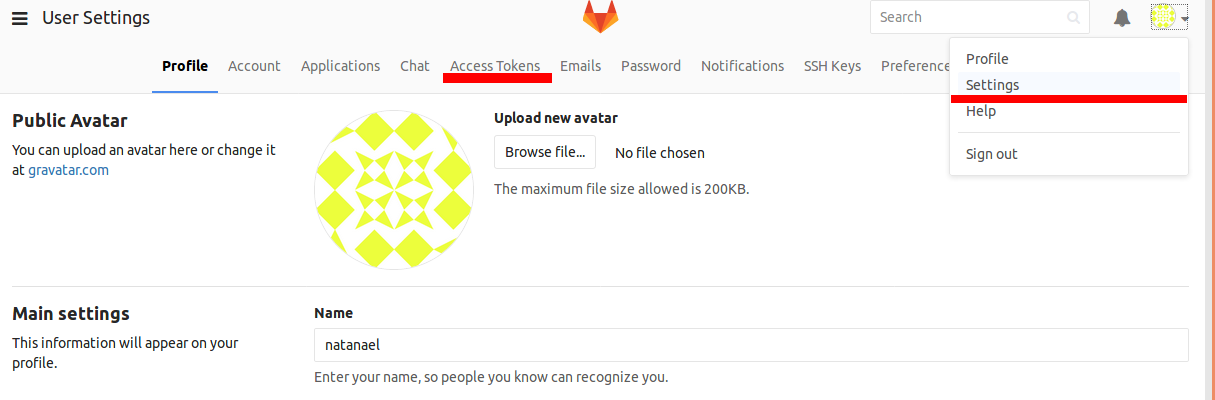 User Settings
Search
Profile Account Applications Chat Access Tokens Emails Password Notifications SSH Keys Preferenc
Profile
Settings
Help
Sign out
Public Avatar
You can upload an avatar here or change it
at gravatar.com
Upload new avatar
Browse file... No file chosen
The maximum file size allowed is 200KB.
Main settings
This information will appear on your
profile.
Name
natanael
Enter your name, so people you know can recognize you.